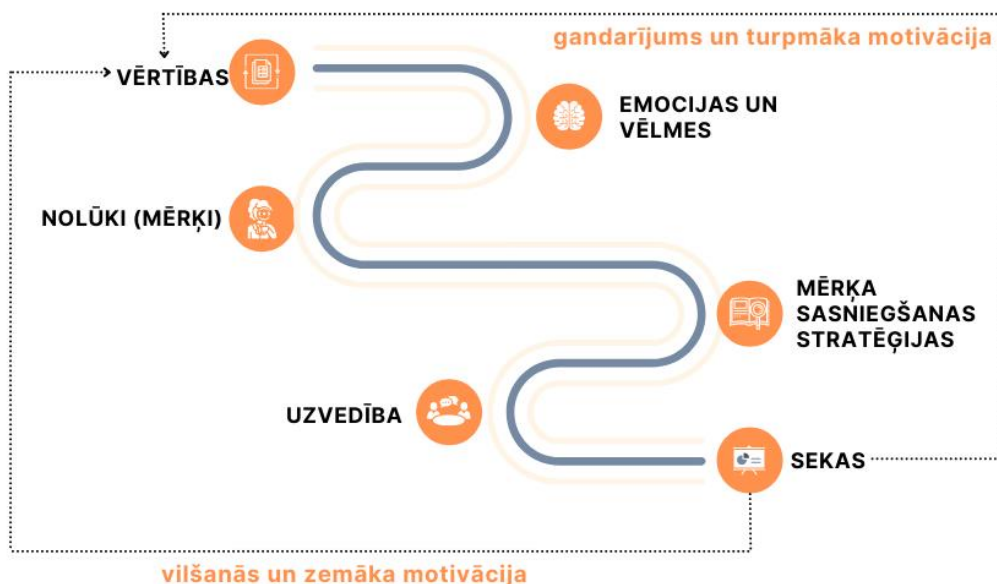 gandarījums un turpmāka motivācija
VĒRTĪBAS
EMOCIJAS UN
VĒLMES
NOLŪKI (MĒRĶI)
MĒRĶA
SASNIEGŠANAS
STRATĒĢIJAS
UZVEDĪBA
SEKAS
vilšanās un zemāka motivācija